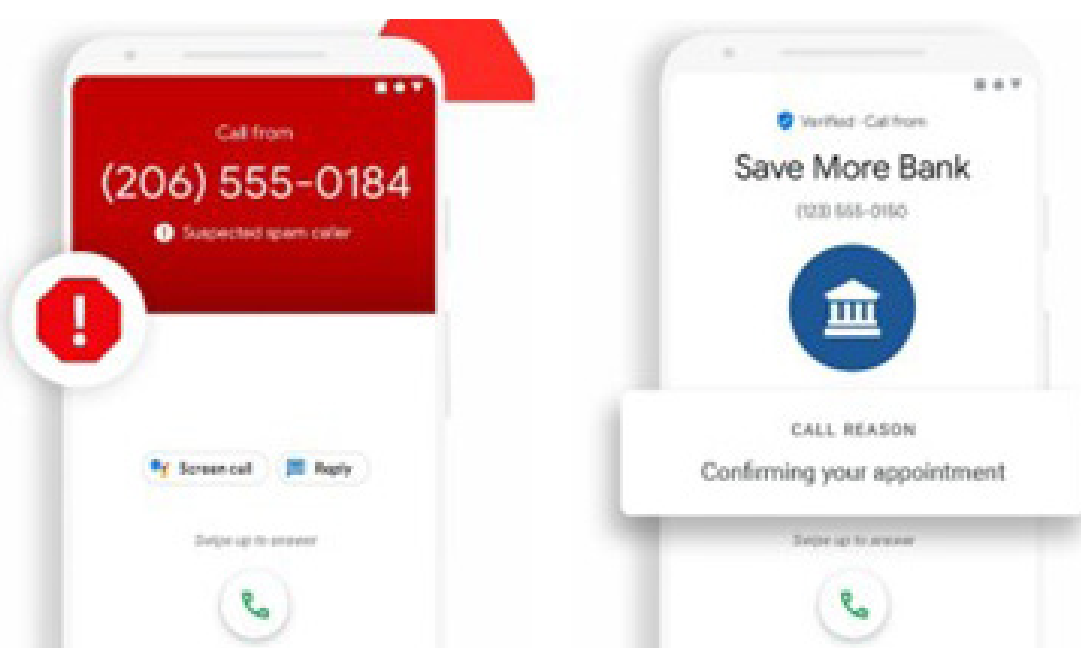 Call from
(206) 555-0184
Suspected spam caller
Screen call
Reply
Swipe up to answer
Verified · Call from
Save More Bank
(123) 555-0150
CALL REASON
Confirming your appointment
Swipe up to answer